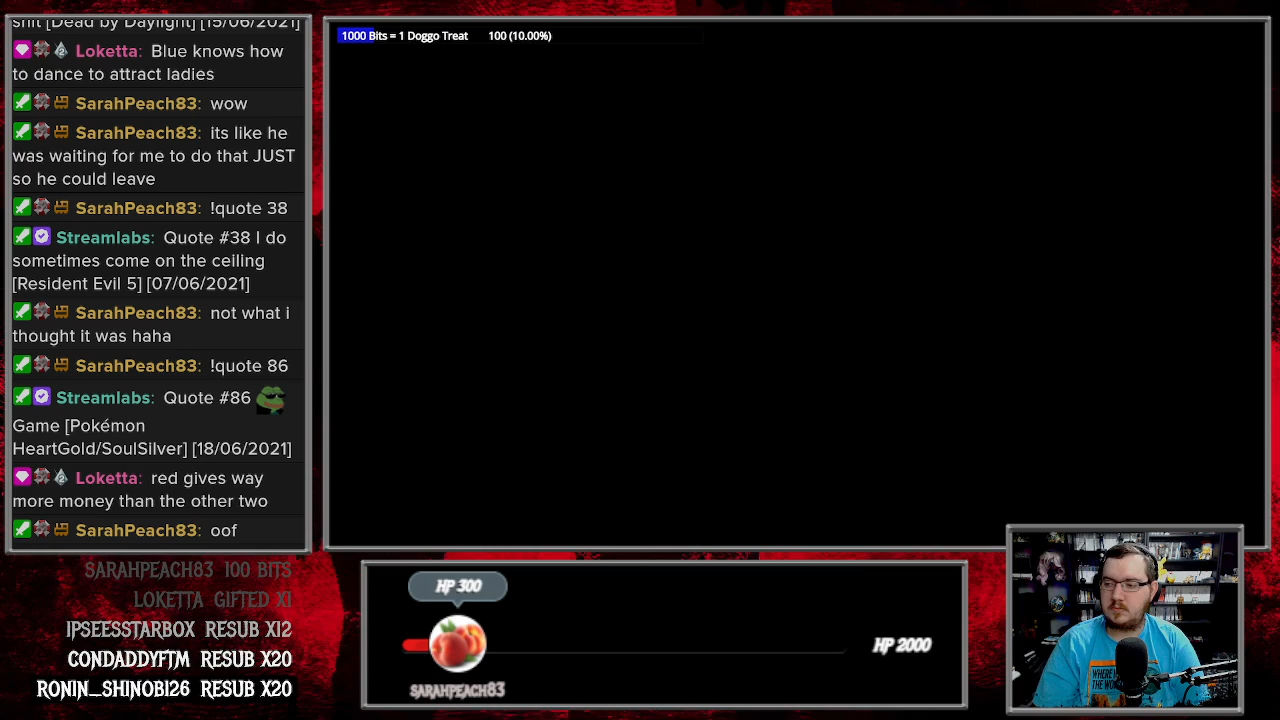 shit [Dead by Daylight] [15/06/2021]
Loketta: Blue knows how
to dance to attract ladies
SarahPeach83: wow
SarahPeach83: its like he
was waiting for me to do that JUST
so he could leave
SarahPeach83: !quote 38
Streamlabs: Quote #38 I do
sometimes come on the ceiling
[Resident Evil 5] [07/06/2021]
SarahPeach83: not what i
thought it was haha
SarahPeach83: !quote 86
Streamlabs: Quote #86
Game [Pokémon
HeartGold/SoulSilver] [18/06/2021]
Loketta: red gives way
more money than the other two
SarahPeach83: oof
SARAHPEACH83 100 BITS
LOKETTA GIFTED X1
IPSEESSTARBOX RESUB X12
CONDADDYFTM RESUB X20
RONIN_SHINOBI26 RESUB X20
1000 Bits = 1 Doggo Treat 100 (10.00%)
HP 300
HP 2000
SARAHPEACH83